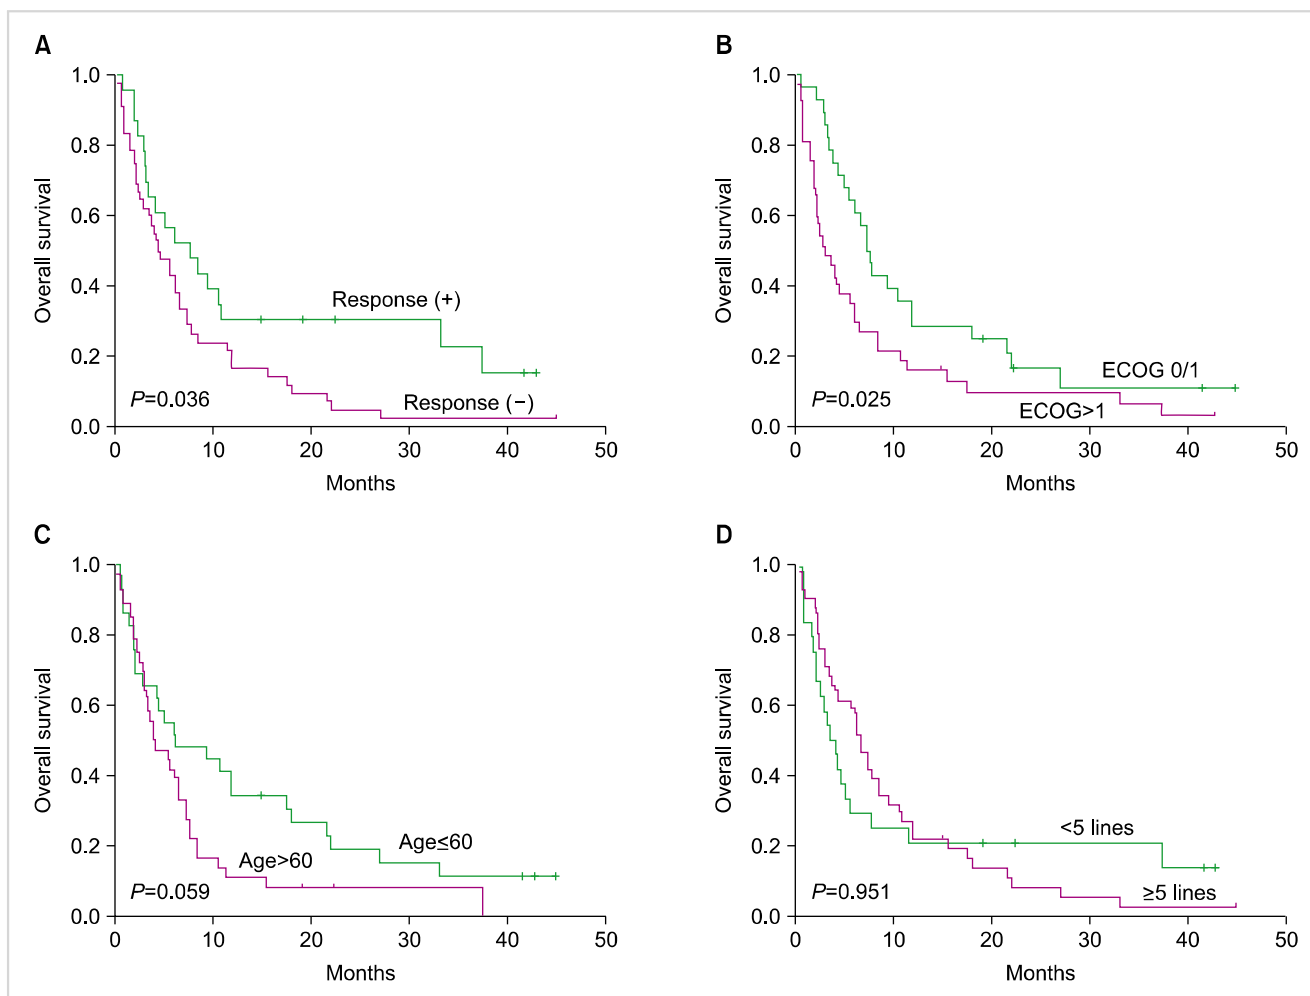 A
Overall survival
1.0
0.8
0.6
0.4
0.2
0.0
Response (+)
Response (−)
P=0.036
0 10 20 30 40 50
Months
B
Overall survival
1.0
0.8
0.6
0.4
0.2
0.0
ECOG 0/1
ECOG>1
P=0.025
0 10 20 30 40 50
Months
C
Overall survival
1.0
0.8
0.6
0.4
0.2
0.0
Age≤60
Age>60
P=0.059
0 10 20 30 40 50
Months
D
Overall survival
1.0
0.8
0.6
0.4
0.2
0.0
<5 lines
≥5 lines
P=0.951
0 10 20 30 40 50
Months